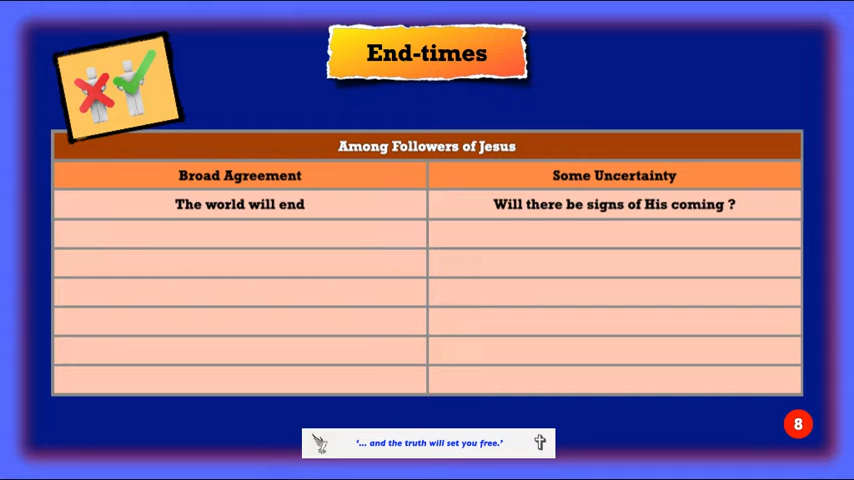 End-times
Among Followers of Jesus
Broad Agreement
Some Uncertainty
The world will end
Will there be signs of His coming ?
8
‘... and the truth will set you free.’